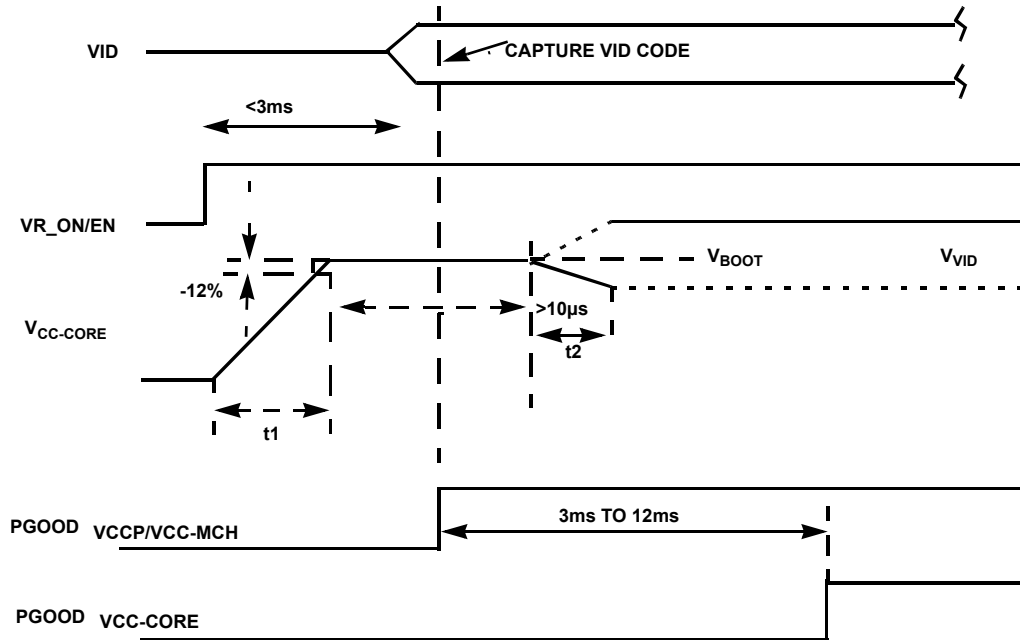 VID
CAPTURE VID CODE
<3ms
VR_ON/EN
-12%
VBOOT
VVID
>10µs
VCC-CORE
t2
t1
3ms TO 12ms
PGOOD VCCP/VCC-MCH
PGOOD VCC-CORE